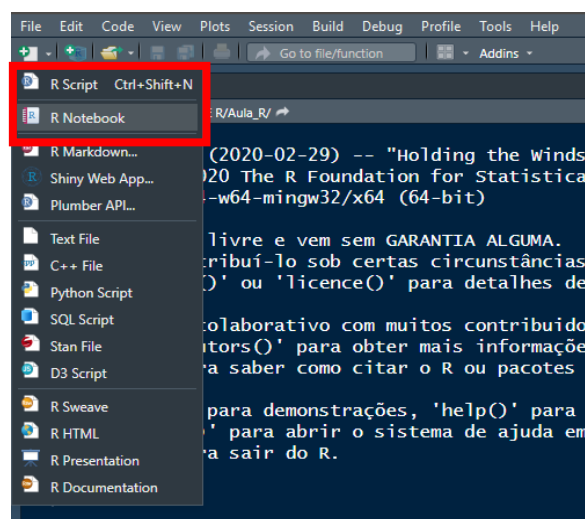 File Edit Code View Plots Session Build Debug Profile Tools Help
Go to file/function Addins
R Script Ctrl+Shift+N
R Notebook
R/Aula_R/
R Markdown...
(2020-02-29) -- "Holding the Winds
Shiny Web App...
20 The R Foundation for Statistica
Plumber API...
-w64-mingw32/x64 (64-bit)
Text File
livre e vem sem GARANTIA ALGUMA.
C++ File
tribuí-lo sob certas circunstâncias
Python Script
()' ou 'licence()' para detalhes de
SQL Script
colaborativo com muitos contribuido
Stan File
tors()' para obter mais informaçõe
D3 Script
ra saber como citar o R ou pacotes
R Sweave
para demonstrações, 'help()' para
R HTML
' para abrir o sistema de ajuda em
R Presentation
ra sair do R.
R Documentation